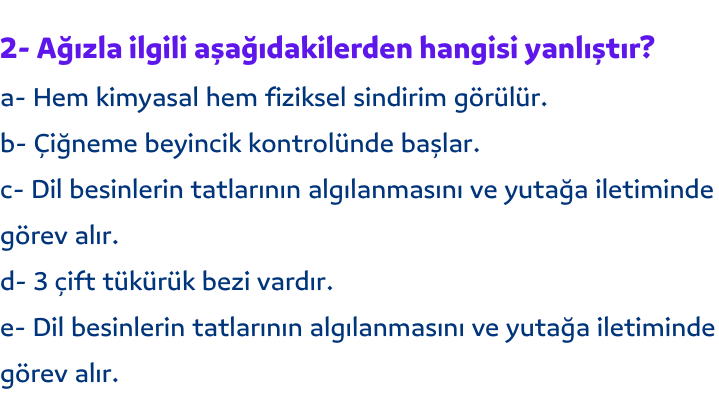 2- Ağızla ilgili aşağıdakilerden hangisi yanlıştır?
a- Hem kimyasal hem fiziksel sindirim görülür.
b- Çiğneme beyincik kontrolünde başlar.
c- Dil besinlerin tatlarının algılanmasını ve yutağa iletiminde
görev alır.
d- 3 çift tükürük bezi vardır.
e- Dil besinlerin tatlarının algılanmasını ve yutağa iletiminde
görev alır.